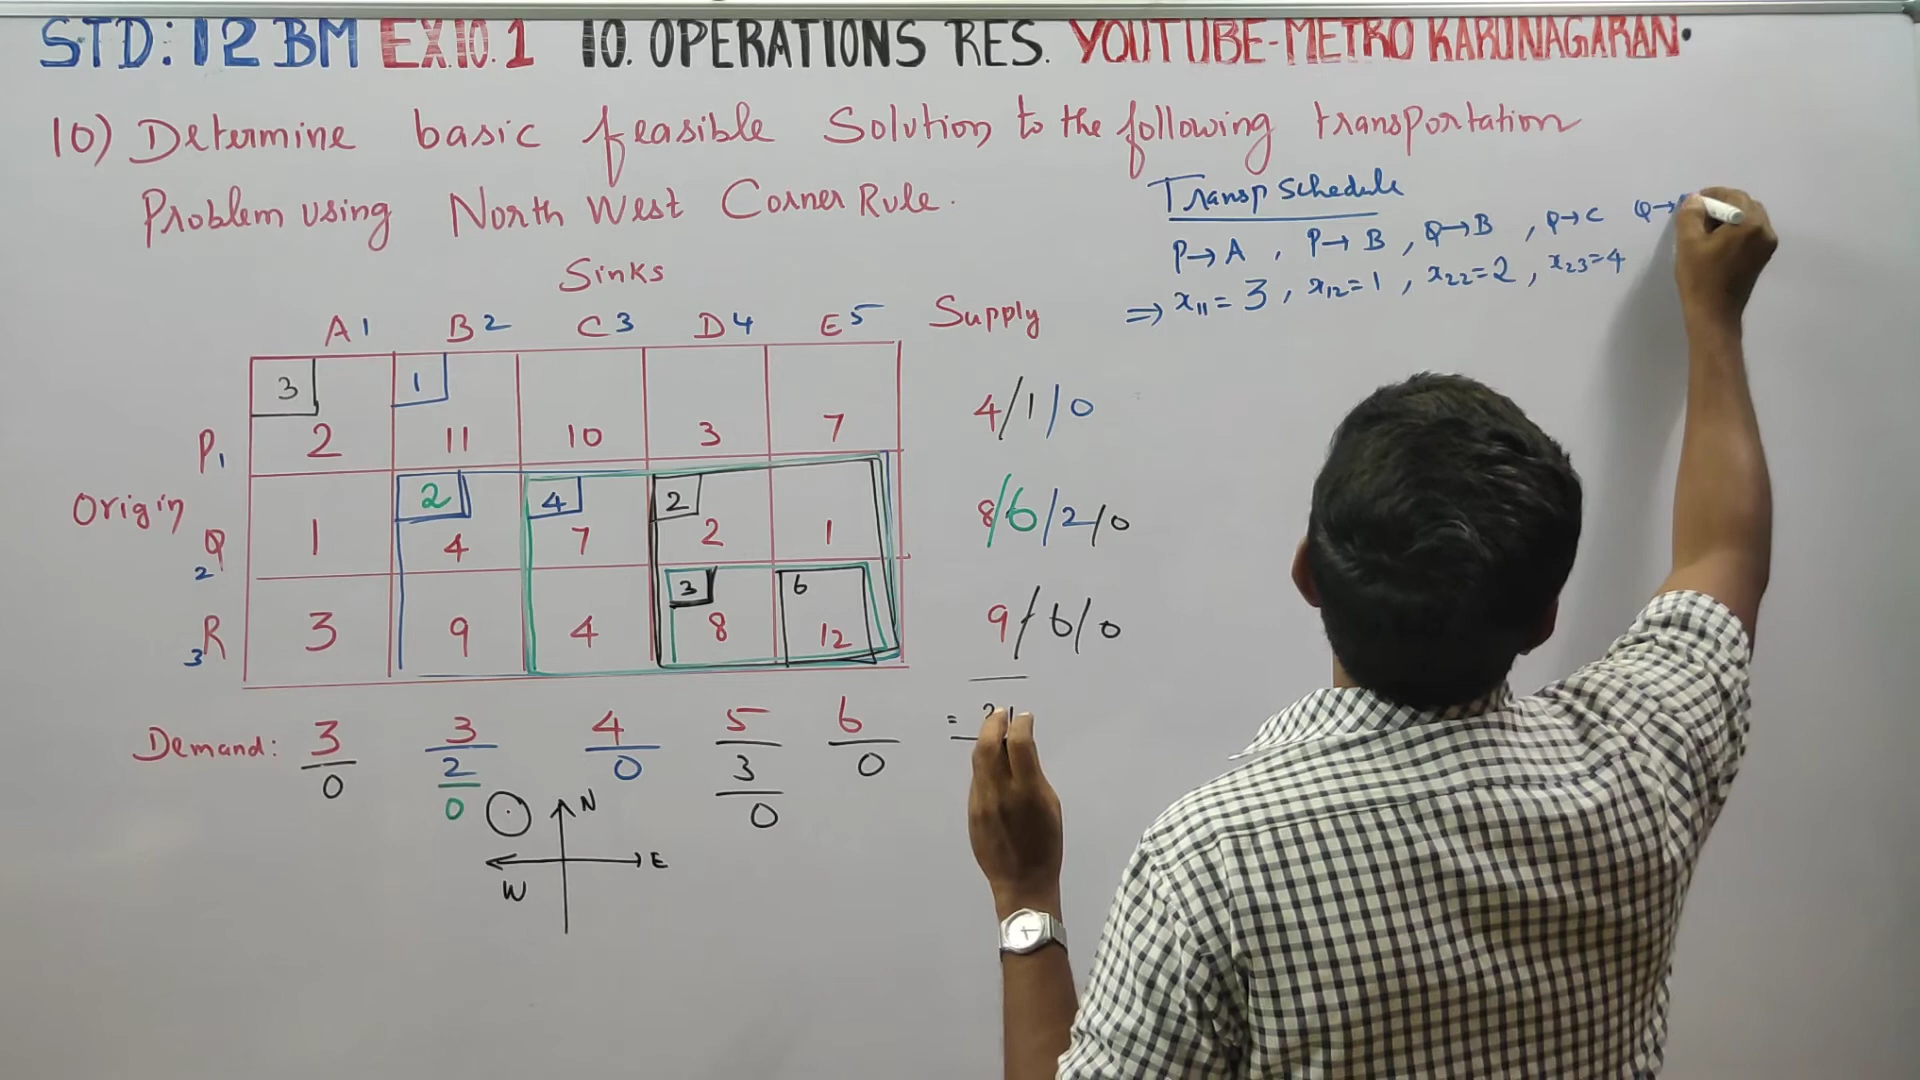 STD: 12 BM EX.10.1 10. OPERATIONS RES. YOUTUBE-METRO KARUNAGARAN.
10) Determine basic feasible Solution to the following transportation
Problem using North West Corner Rule.
Transp Schedule
P→A , P→B , Q→B , Q→C Q→
⇒ x₁₁ = 3 , x₁₂=1 , x₂₂=2 , x₂₃=4
Sinks
A1 B2 C3 D4 E5 Supply
3 1
P1 2 11 10 3 7 4/1/0
Origin
2 4 2
Q2 1 4 7 2 1 8/6/2/0
3 6
3R 3 9 4 8 12 9/6/0
Demand: 3 3 4 5 6 =
0 2 0 3 0
0 0
N
W E